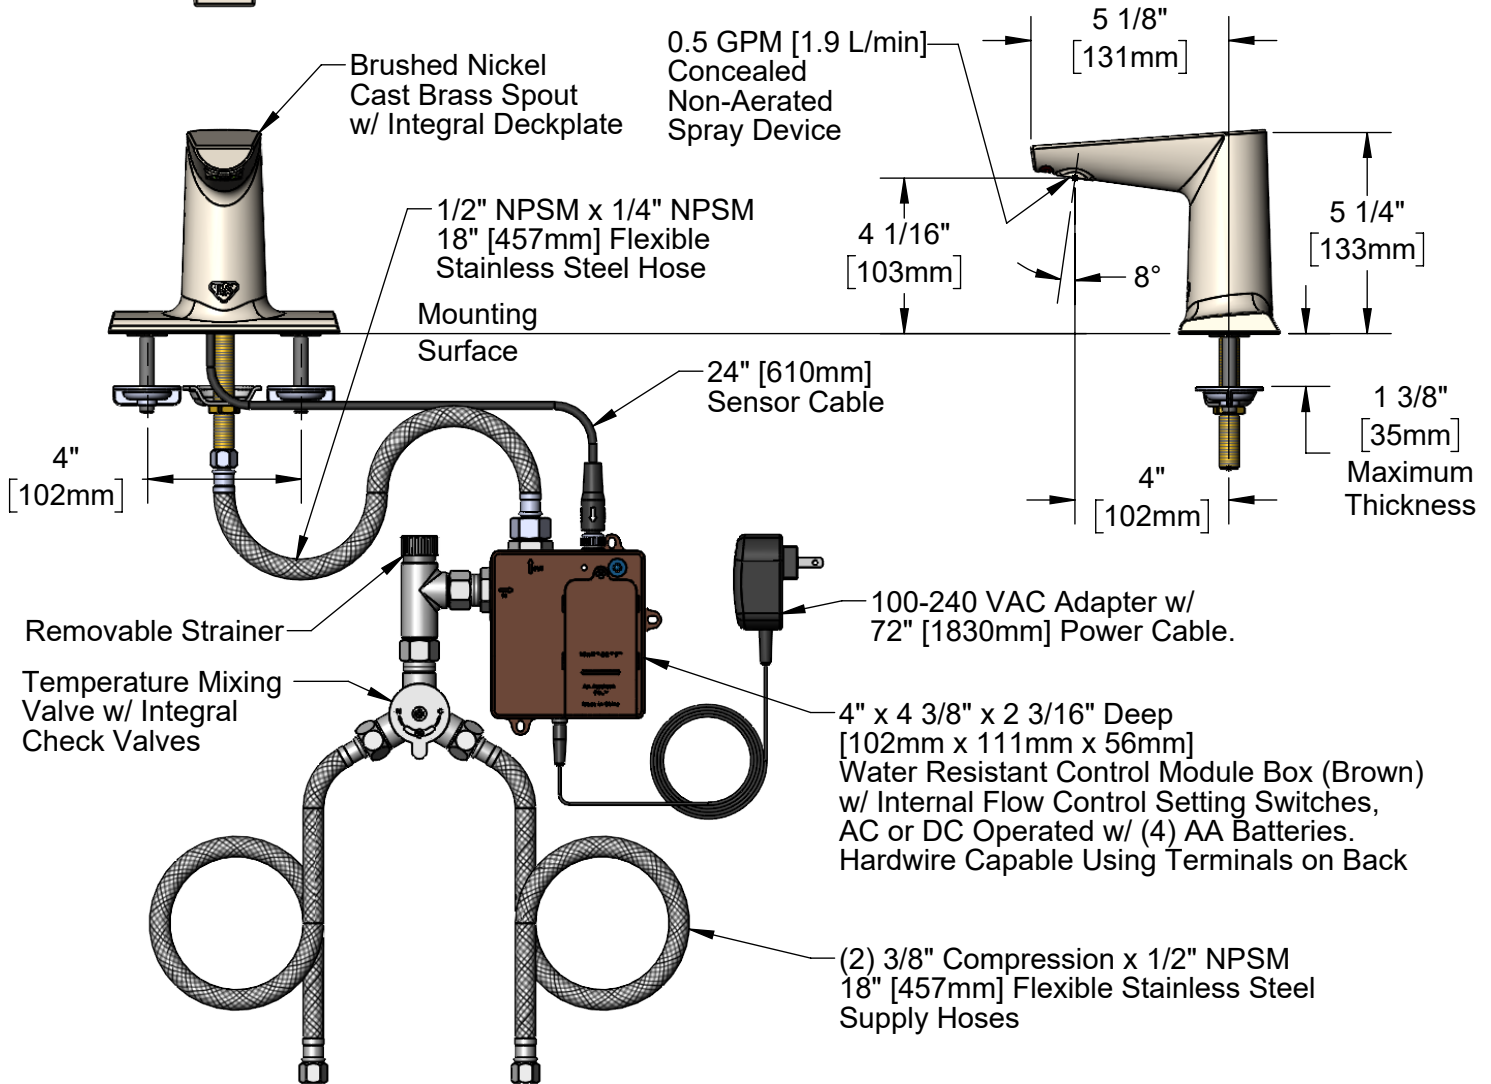 5 1/8"
[131mm]
0.5 GPM [1.9 L/min]
Concealed
Non-Aerated
Spray Device
Brushed Nickel
Cast Brass Spout
w/ Integral Deckplate
1/2" NPSM x 1/4" NPSM
18" [457mm] Flexible
Stainless Steel Hose
4 1/16"
[103mm]
8°
5 1/4"
[133mm]
Mounting
Surface
24" [610mm]
Sensor Cable
1 3/8"
[35mm]
Maximum
Thickness
4"
[102mm]
4"
[102mm]
Removable Strainer
100-240 VAC Adapter w/
72" [1830mm] Power Cable.
Temperature Mixing
Valve w/ Integral
Check Valves
4" x 4 3/8" x 2 3/16" Deep
[102mm x 111mm x 56mm]
Water Resistant Control Module Box (Brown)
w/ Internal Flow Control Setting Switches,
AC or DC Operated w/ (4) AA Batteries.
Hardwire Capable Using Terminals on Back
(2) 3/8" Compression x 1/2" NPSM
18" [457mm] Flexible Stainless Steel
Supply Hoses